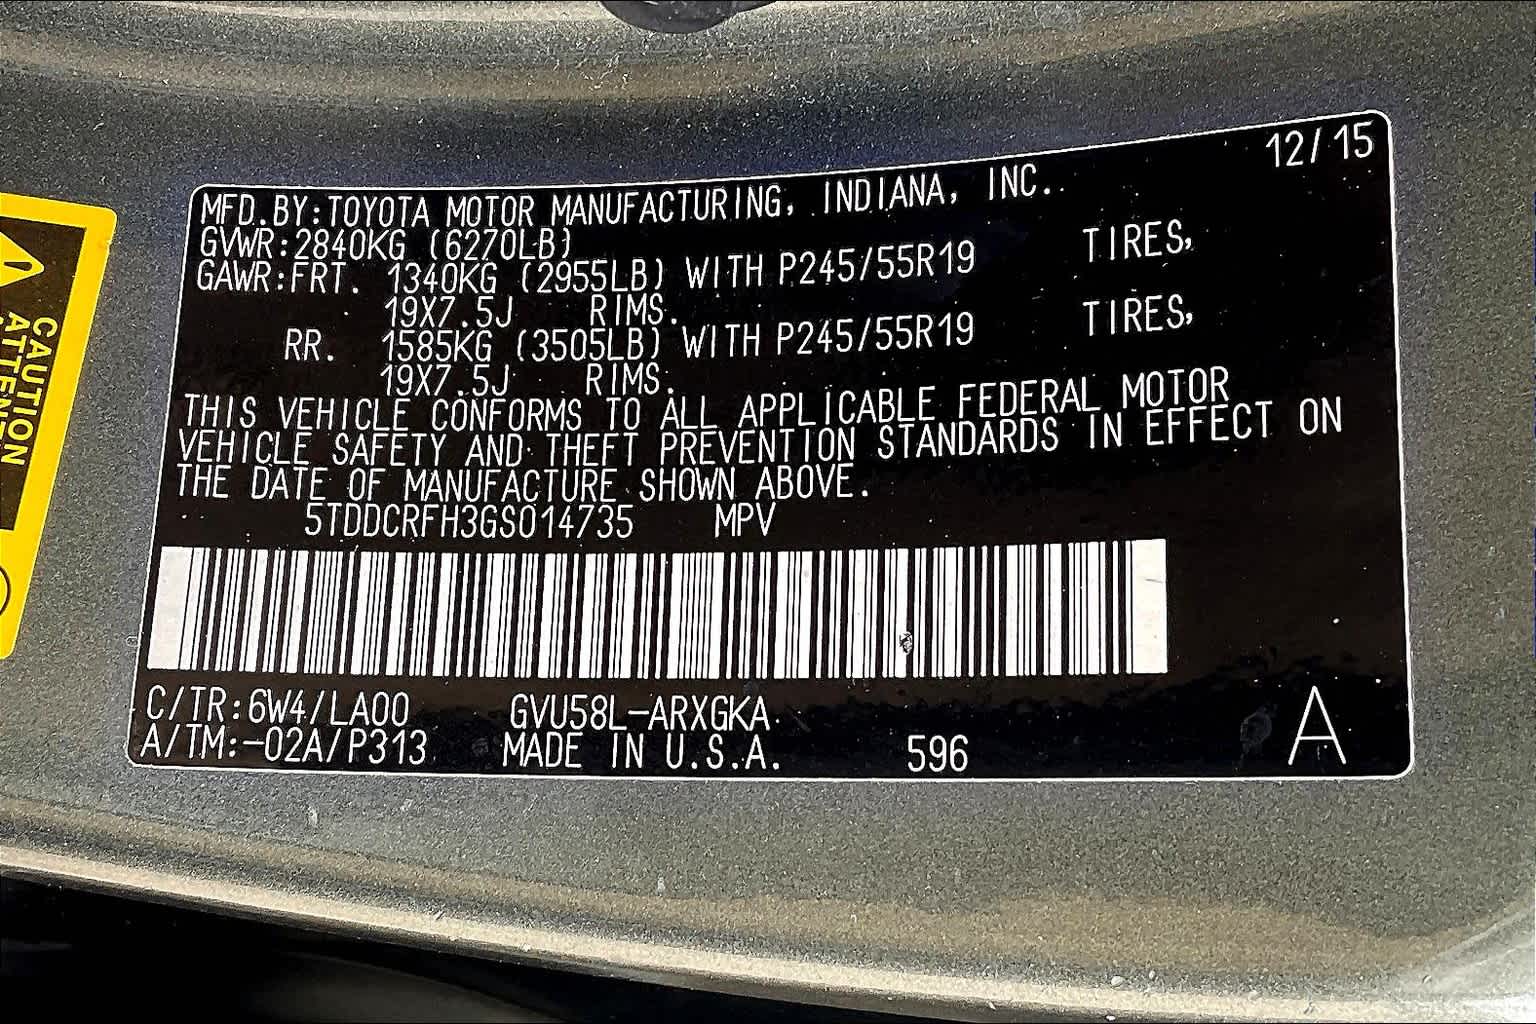 12/15
MFD.BY:TOYOTA MOTOR MANUFACTURING, INDIANA, INC.
GVWR:2840KG (6270LB)
GAWR:FRT. 1340KG (2955LB) WITH P245/55R19 TIRES,
19X7.5J RIMS.
RR. 1585KG (3505LB) WITH P245/55R19 TIRES,
19X7.5J RIMS.
THIS VEHICLE CONFORMS TO ALL APPLICABLE FEDERAL MOTOR
VEHICLE SAFETY AND THEFT PREVENTION STANDARDS IN EFFECT ON
THE DATE OF MANUFACTURE SHOWN ABOVE.
5TDDCRFH3GS014735 MPV
C/TR:6W4/LA00 GVU58L-ARXGKA
A/TM:-02A/P313 MADE IN U.S.A. 596 A
CAUTION